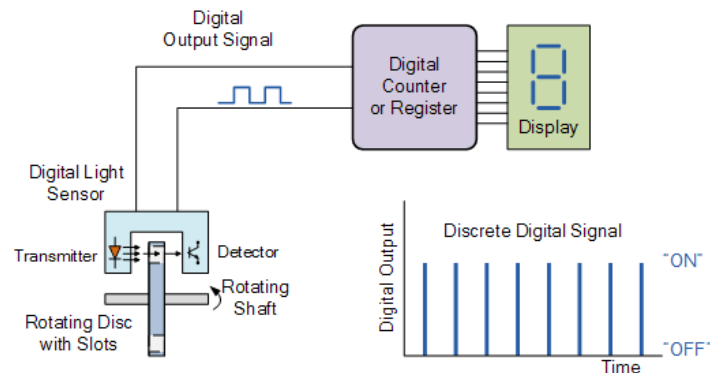 Digital
Output Signal
Digital
Counter
or Register
Display
Digital Light
Sensor
Transmitter
Detector
Rotating
Shaft
Rotating Disc
with Slots
Discrete Digital Signal
Digital Output
"ON"
"OFF"
Time